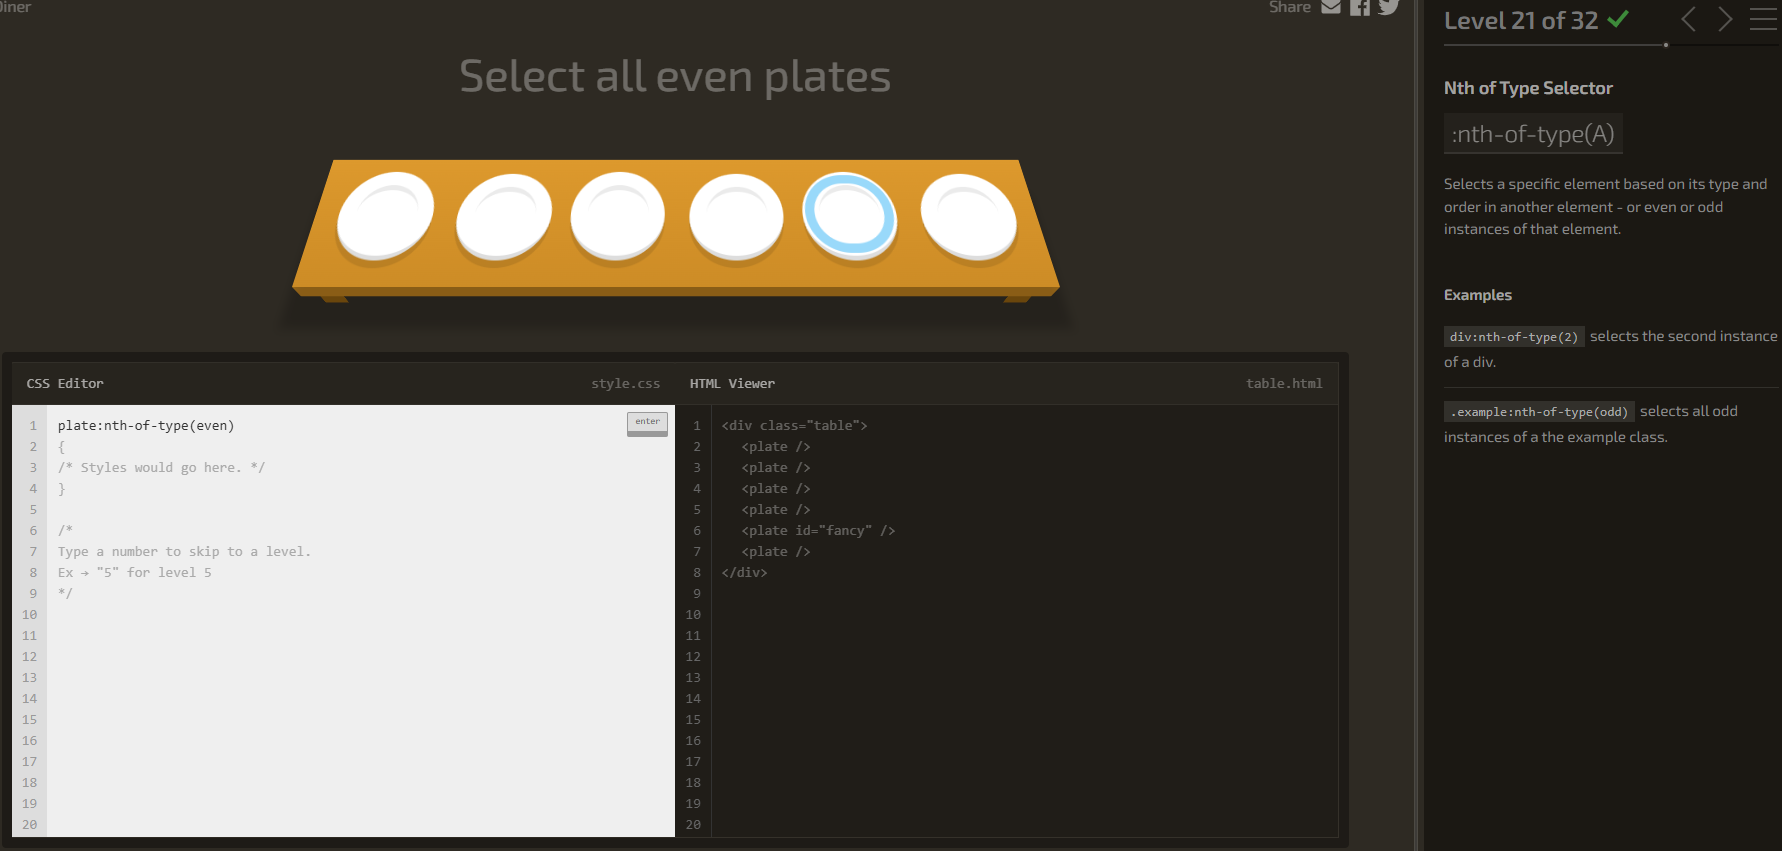 Diner
Share
Select all even plates
CSS Editor style.css
1 plate:nth-of-type(even) enter
2 {
3 /* Styles would go here. */
4 }
5
6 /*
7 Type a number to skip to a level.
8 Ex → "5" for level 5
9 */
10
11
12
13
14
15
16
17
18
19
20
HTML Viewer table.html
1 <div class="table">
2 <plate />
3 <plate />
4 <plate />
5 <plate />
6 <plate id="fancy" />
7 <plate />
8 </div>
9
10
11
12
13
14
15
16
17
18
19
20
Level 21 of 32
Nth of Type Selector
:nth-of-type(A)
Selects a specific element based on its type and
order in another element - or even or odd
instances of that element.
Examples
div:nth-of-type(2) selects the second instance
of a div.
.example:nth-of-type(odd) selects all odd
instances of a the example class.